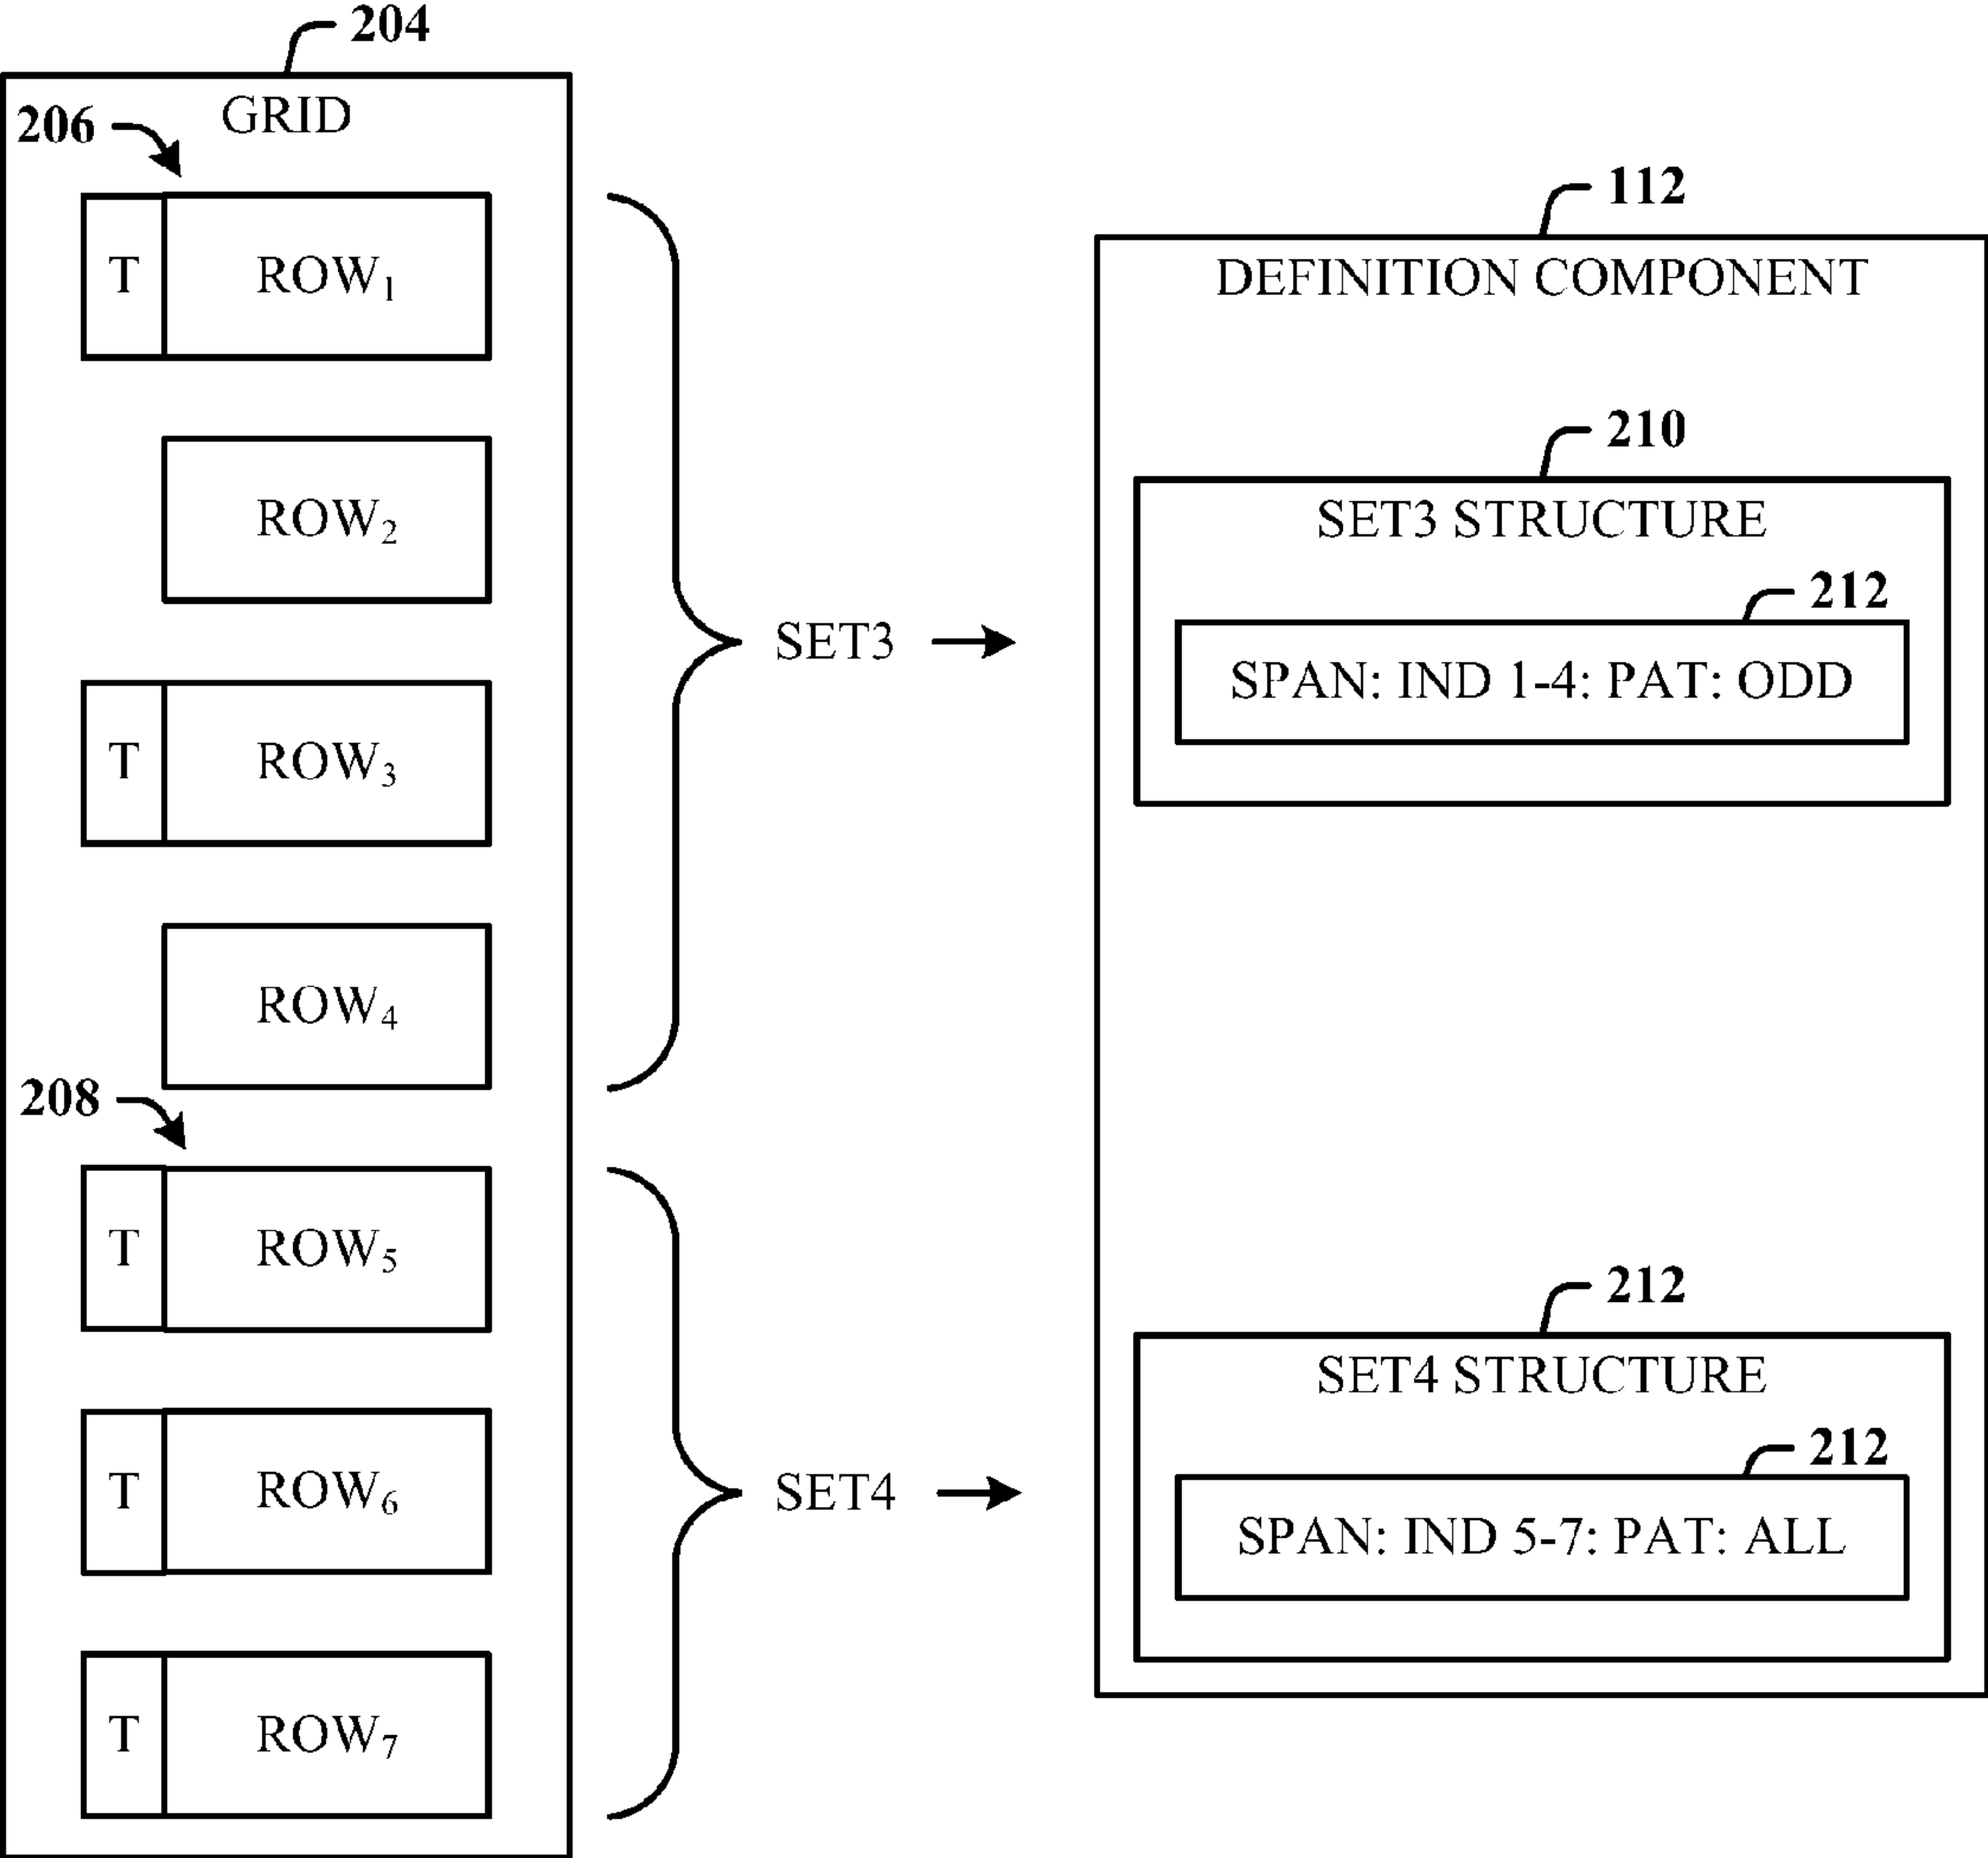 204
GRID
206
T ROW1
ROW2
T ROW3
ROW4
208
T ROW5
T ROW6
T ROW7
SET3
SET4
112
DEFINITION COMPONENT
210
SET3 STRUCTURE
212
SPAN: IND 1-4: PAT: ODD
212
SET4 STRUCTURE
212
SPAN: IND 5-7: PAT: ALL